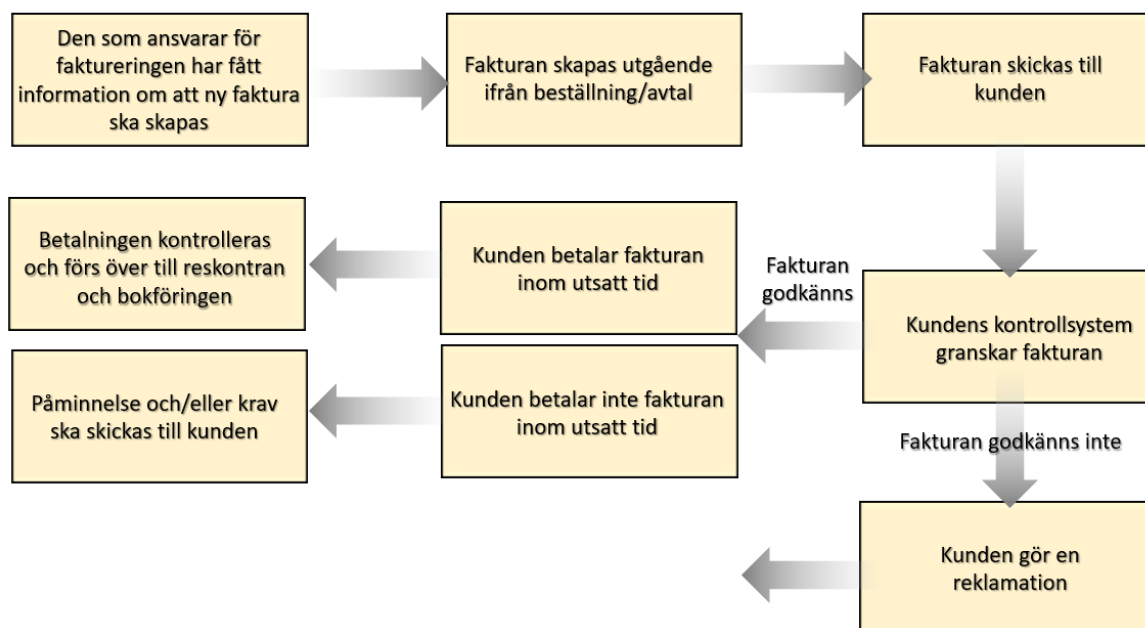 Den som ansvarar för
faktureringen har fått
information om att ny faktura
ska skapas
Fakturan skapas utgående
ifrån beställning/avtal
Fakturan skickas till
kunden
Betalningen kontrolleras
och förs över till reskontran
och bokföringen
Kunden betalar fakturan
inom utsatt tid
Fakturan
godkänns
Kundens kontrollsystem
granskar fakturan
Påminnelse och/eller krav
ska skickas till kunden
Kunden betalar inte fakturan
inom utsatt tid
Fakturan godkänns inte
Kunden gör en
reklamation